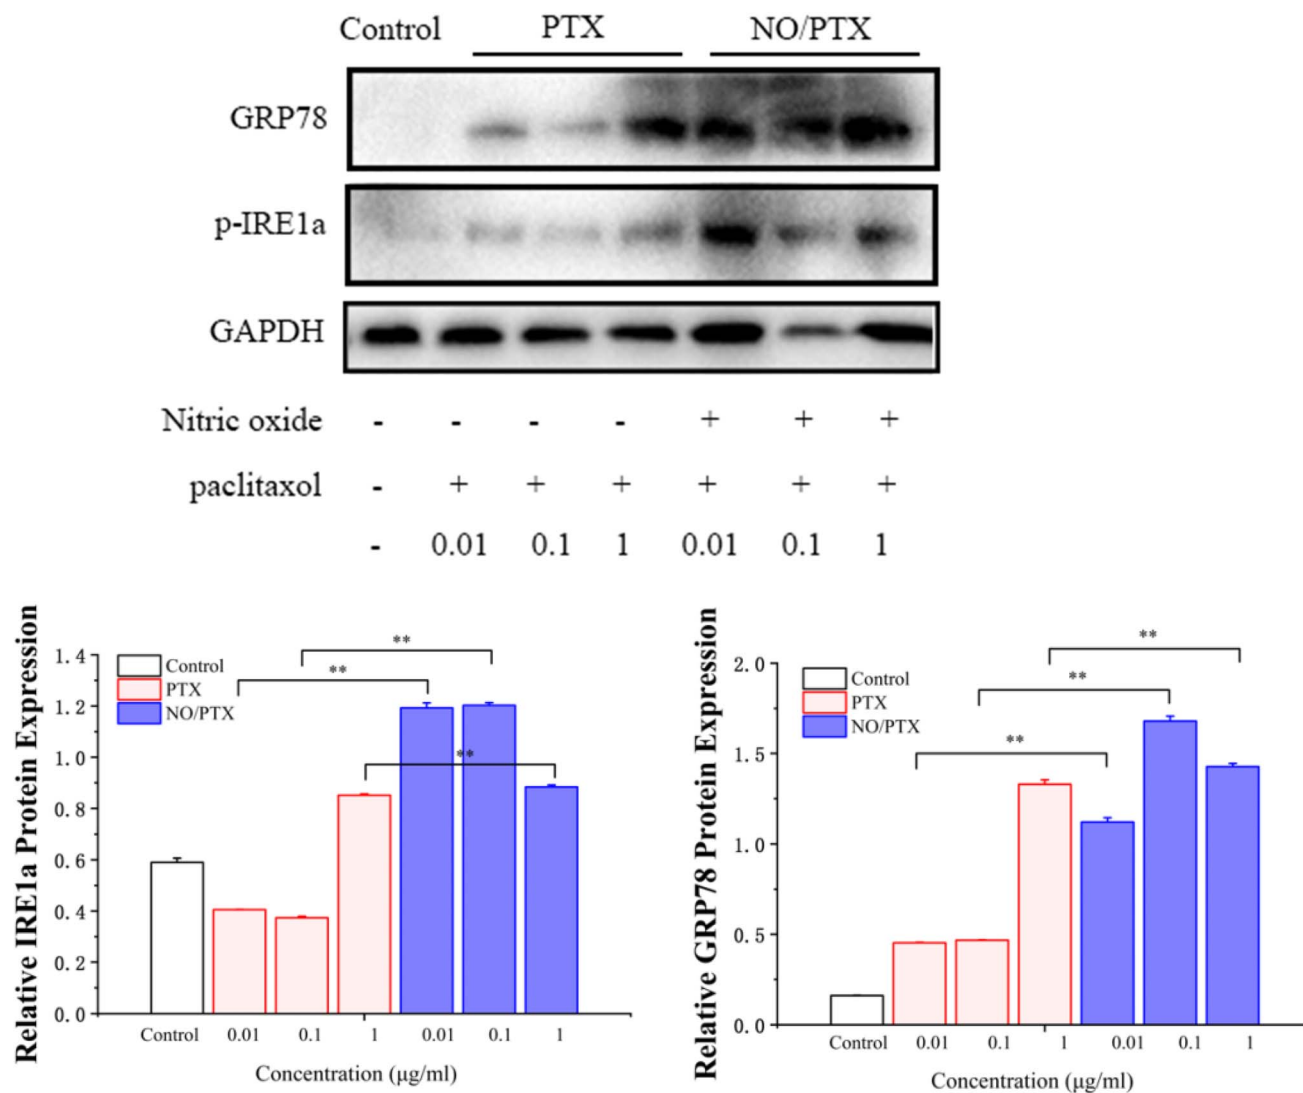 Control PTX NO/PTX
GRP78
p-IRE1a
GAPDH
Nitric oxide - - - - + + +
paclitaxol - + + + + + +
- 0.01 0.1 1 0.01 0.1 1
Relative IRE1a Protein Expression
1.4
1.2
1.0
0.8
0.6
0.4
0.2
0.0
Control
PTX
NO/PTX
**
**
**
Control 0.01 0.1 1 0.01 0.1 1
Concentration (μg/ml)
Relative GRP78 Protein Expression
2.0
1.5
1.0
0.5
0.0
Control
PTX
NO/PTX
**
**
**
Control 0.01 0.1 1 0.01 0.1 1
Concentration (μg/ml)